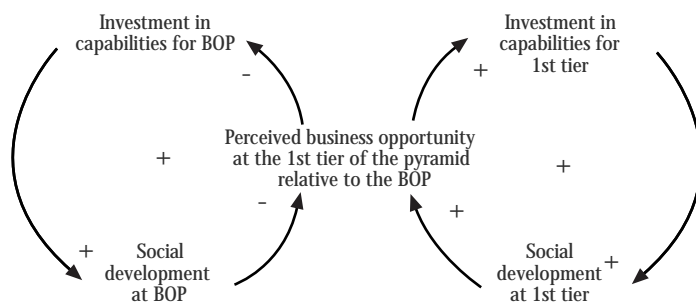 Investment in
capabilities for BOP
Investment in
capabilities for
1st tier
-
+
Perceived business opportunity
at the 1st tier of the pyramid
relative to the BOP
+
+
-
+
+
Social
development
at BOP
Social
development
at 1st tier
+